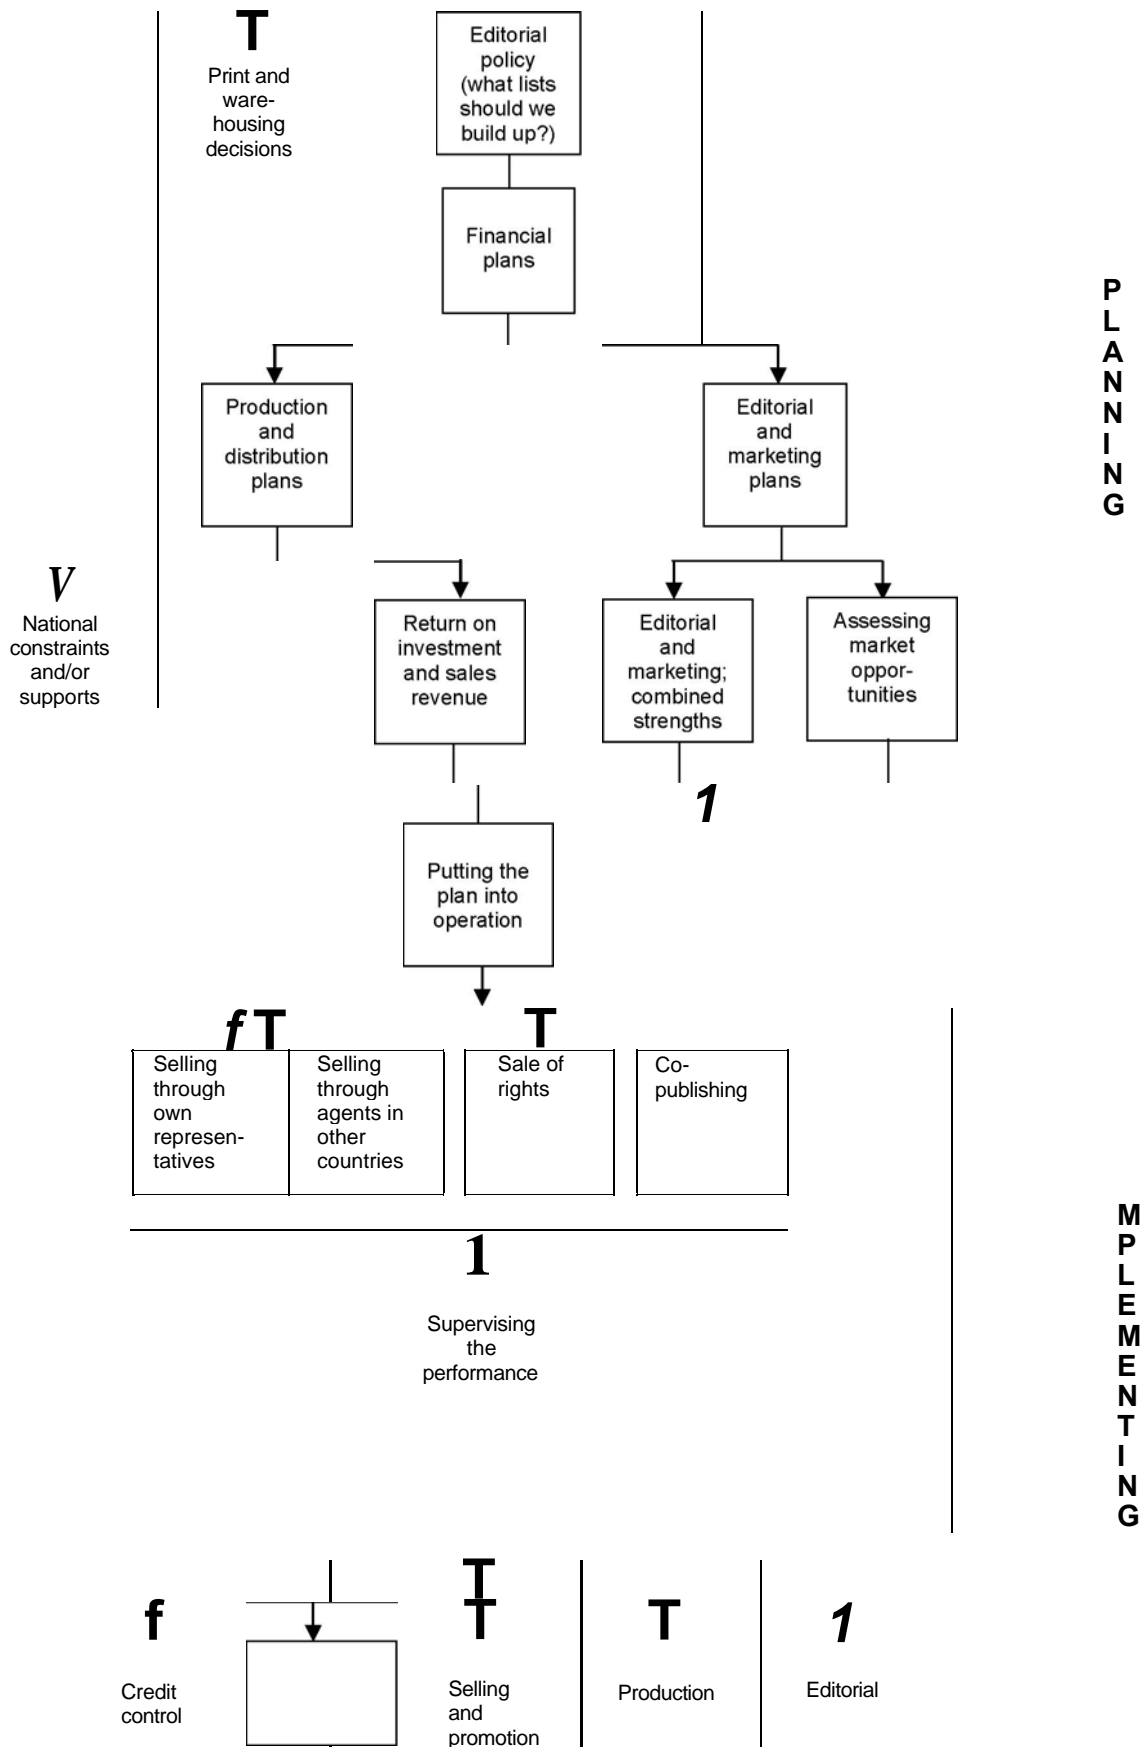 T
Print and
ware-
housing
decisions
Editorial
policy
(what lists
should we
build up?)
Financial
plans
P
L
A
N
N
I
N
G
Production
and
distribution
plans
Editorial
and
marketing
plans
V
National
constraints
and/or
supports
Return on
investment
and sales
revenue
Editorial
and
marketing;
combined
strengths
Assessing
market
oppor-
tunities
1
Putting the
plan into
operation
f T
T
Selling
through
own
represen-
tatives
Selling
through
agents in
other
countries
Sale of
rights
Co-
publishing
1
Supervising
the
performance
M
P
L
E
M
E
N
T
I
N
G
T
f
T
T
1
Credit
control
Selling
and
promotion
Production
Editorial